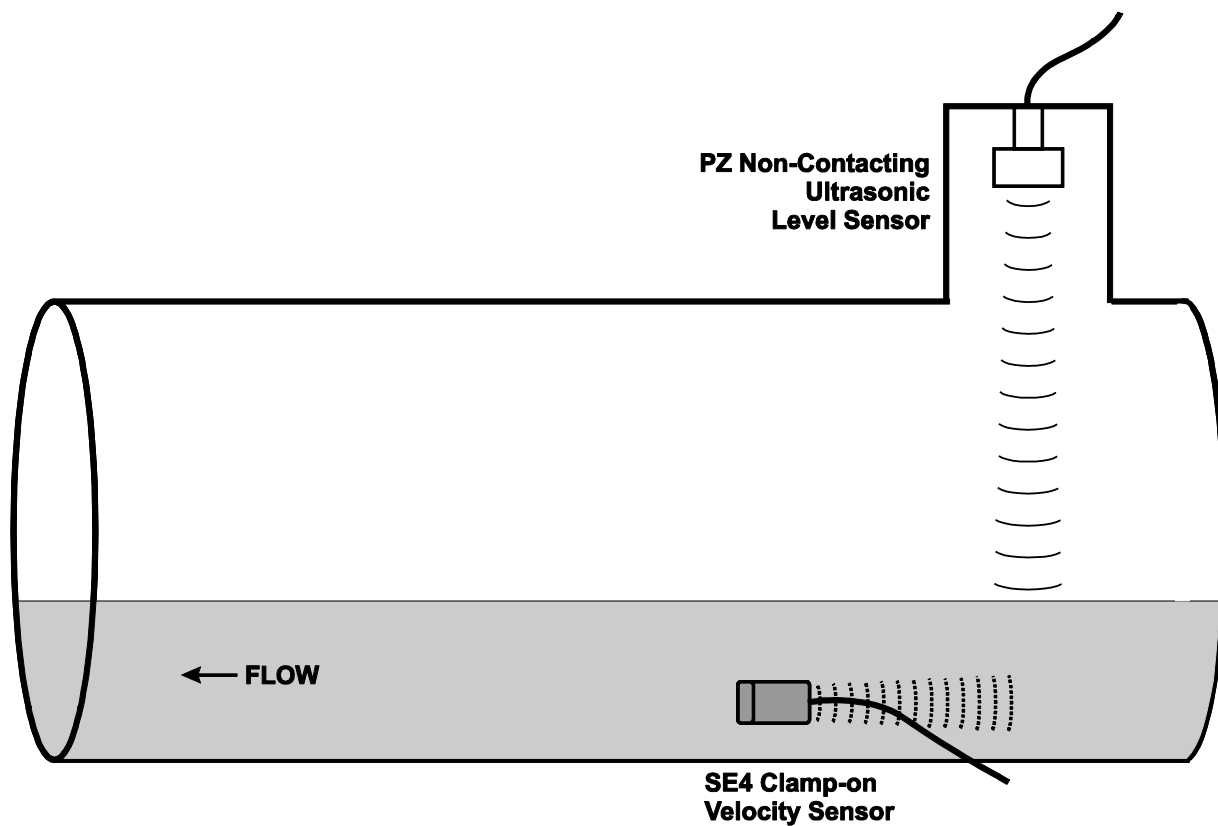 PZ Non-Contacting
Ultrasonic
Level Sensor
FLOW
SE4 Clamp-on
Velocity Sensor